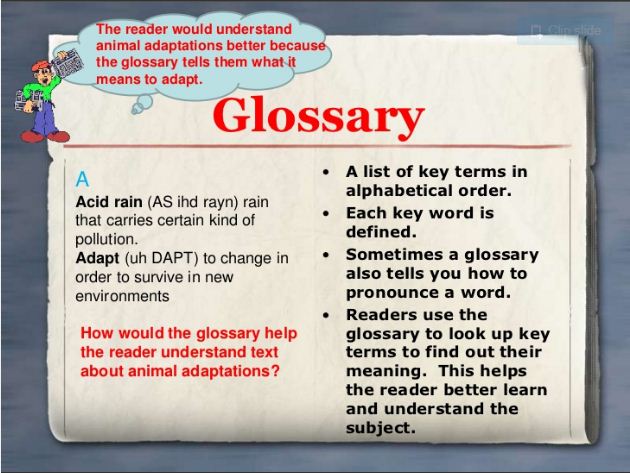 The reader would understand
animal adaptations better because
the glossary tells them what it
means to adapt.
Clip slide
Glossary
A
Acid rain (AS ihd rayn) rain
that carries certain kind of
pollution.
Adapt (uh DAPT) to change in
order to survive in new
environments
How would the glossary help
the reader understand text
about animal adaptations?
• A list of key terms in
alphabetical order.
• Each key word is
defined.
• Sometimes a glossary
also tells you how to
pronounce a word.
• Readers use the
glossary to look up key
terms to find out their
meaning. This helps
the reader better learn
and understand the
subject.